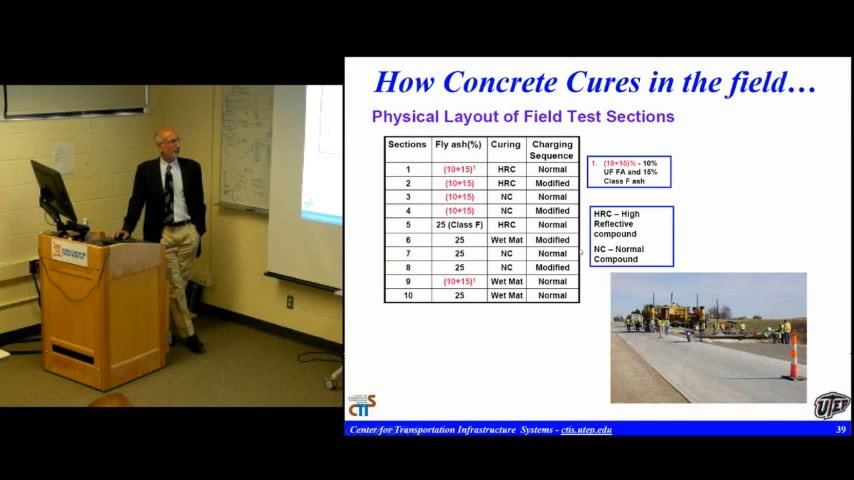 How Concrete Cures in the field…
Physical Layout of Field Test Sections
Sections Fly ash(%) Curing Charging Sequence
1 (10+15)¹ HRC Normal
2 (10+15) HRC Modified
3 (10+15) NC Normal
4 (10+15) NC Modified
5 25 (Class F) HRC Normal
6 25 Wet Mat Modified
7 25 NC Normal
8 25 NC Modified
9 (10+15)¹ Wet Mat Normal
10 25 Wet Mat Normal
1. (10+15)% - 10%
UF FA and 15%
Class F ash
HRC – High
Reflective
compound
NC – Normal
Compound
CTIS
UTEP
Center for Transportation Infrastructure Systems - ctis.utep.edu 39